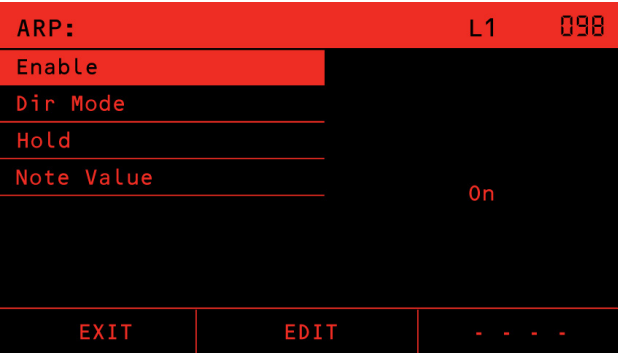 ARP: L1 098
Enable
Dir Mode
Hold
Note Value
On
EXIT EDIT - - - -